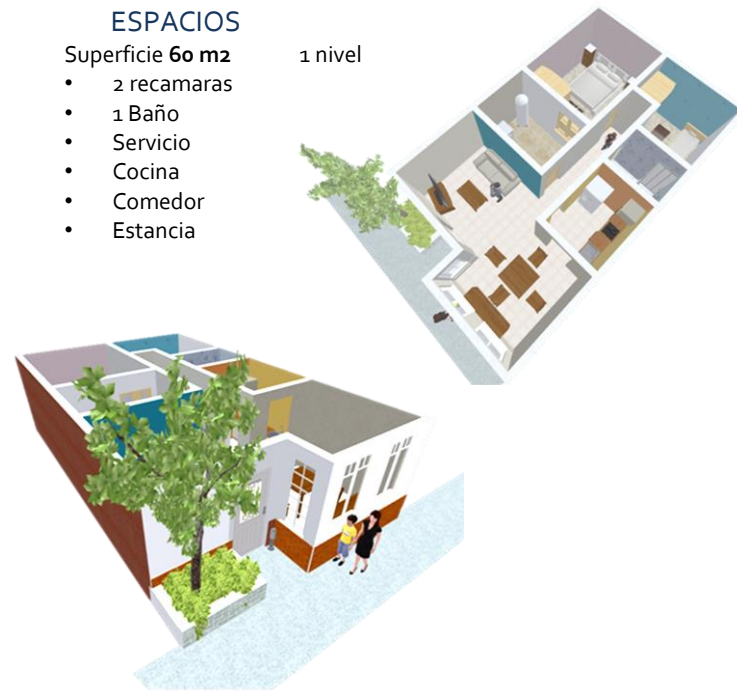 ESPACIOS
Superficie 60 m2 1 nivel
• 2 recamaras
• 1 Baño
• Servicio
• Cocina
• Comedor
• Estancia